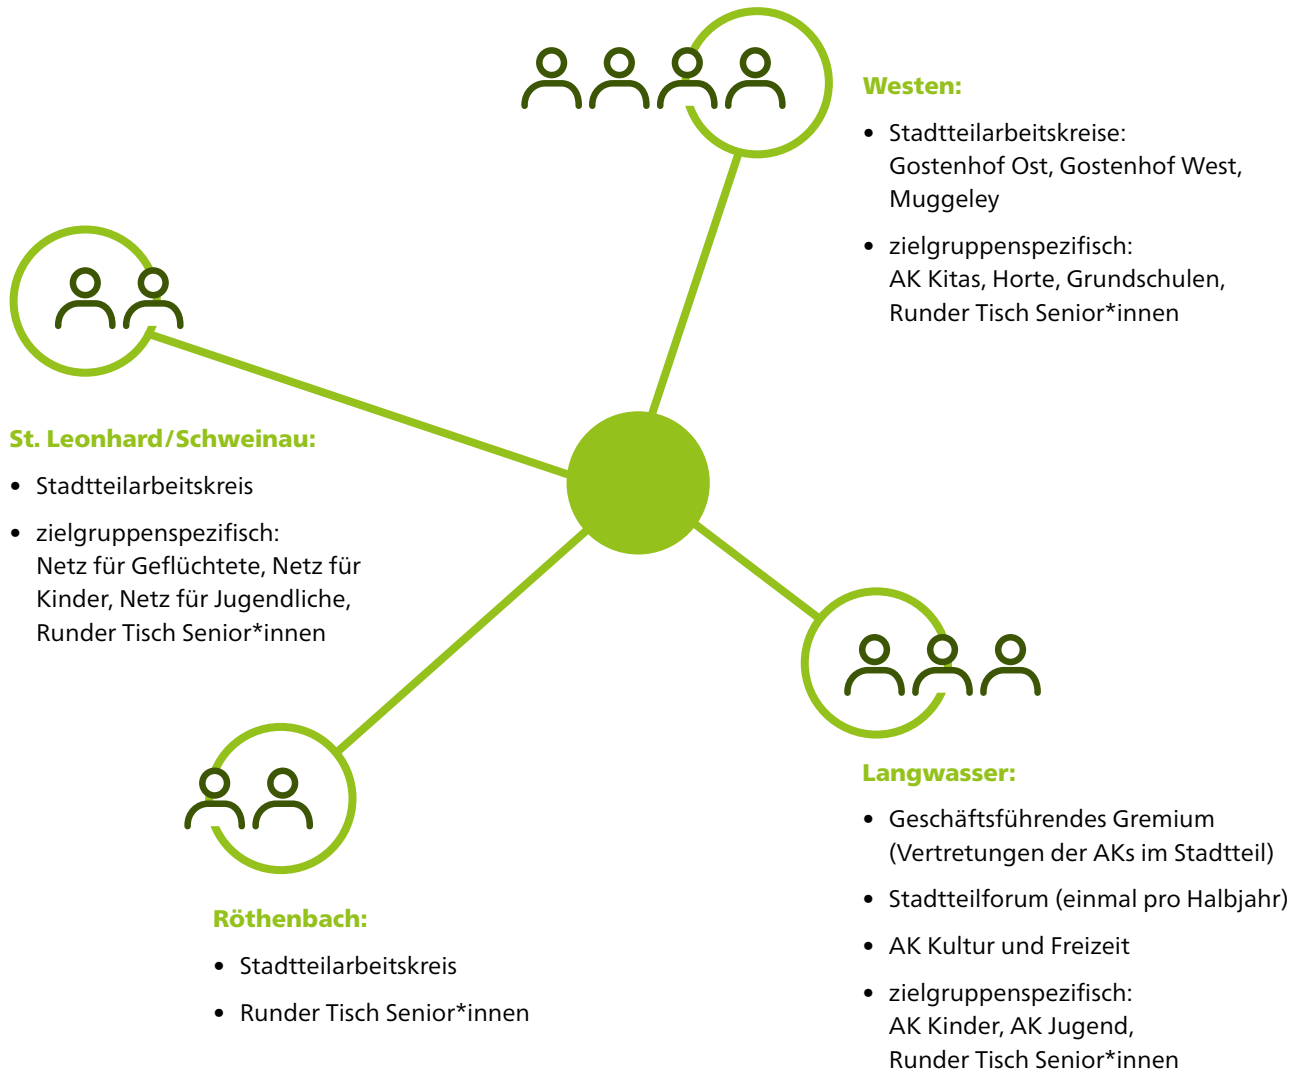 Westen:
• Stadtteilarbeitskreise:
Gostenhof Ost, Gostenhof West,
Muggeley
• zielgruppenspezifisch:
AK Kitas, Horte, Grundschulen,
Runder Tisch Senior*innen
St. Leonhard/Schweinau:
• Stadtteilarbeitskreis
• zielgruppenspezifisch:
Netz für Geflüchtete, Netz für
Kinder, Netz für Jugendliche,
Runder Tisch Senior*innen
Röthenbach:
• Stadtteilarbeitskreis
• Runder Tisch Senior*innen
Langwasser:
• Geschäftsführendes Gremium
(Vertretungen der AKs im Stadtteil)
• Stadtteilforum (einmal pro Halbjahr)
• AK Kultur und Freizeit
• zielgruppenspezifisch:
AK Kinder, AK Jugend,
Runder Tisch Senior*innen